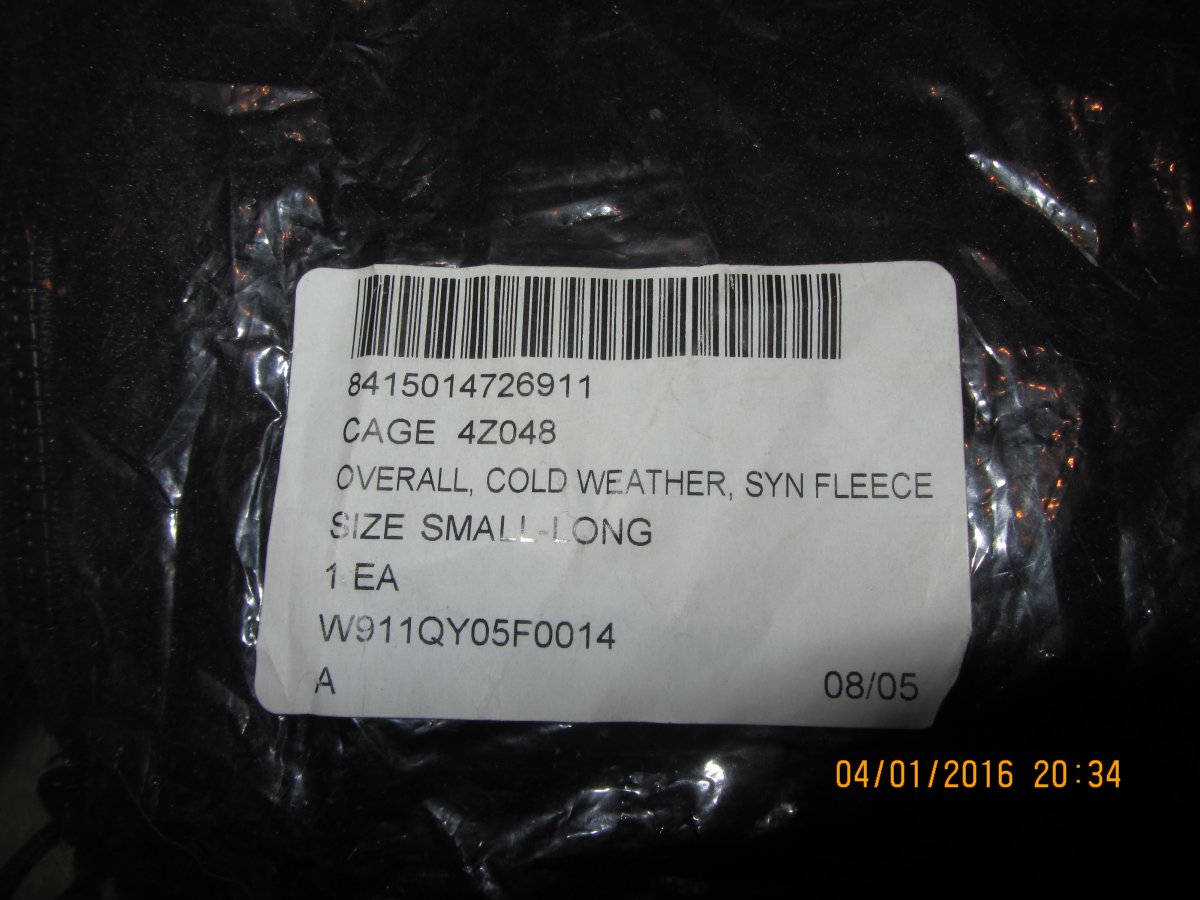 8415014726911
CAGE 4Z048
OVERALL, COLD WEATHER, SYN FLEECE
SIZE SMALL-LONG
1 EA
W911QY05F0014
A 08/05
04/01/2016 20:34